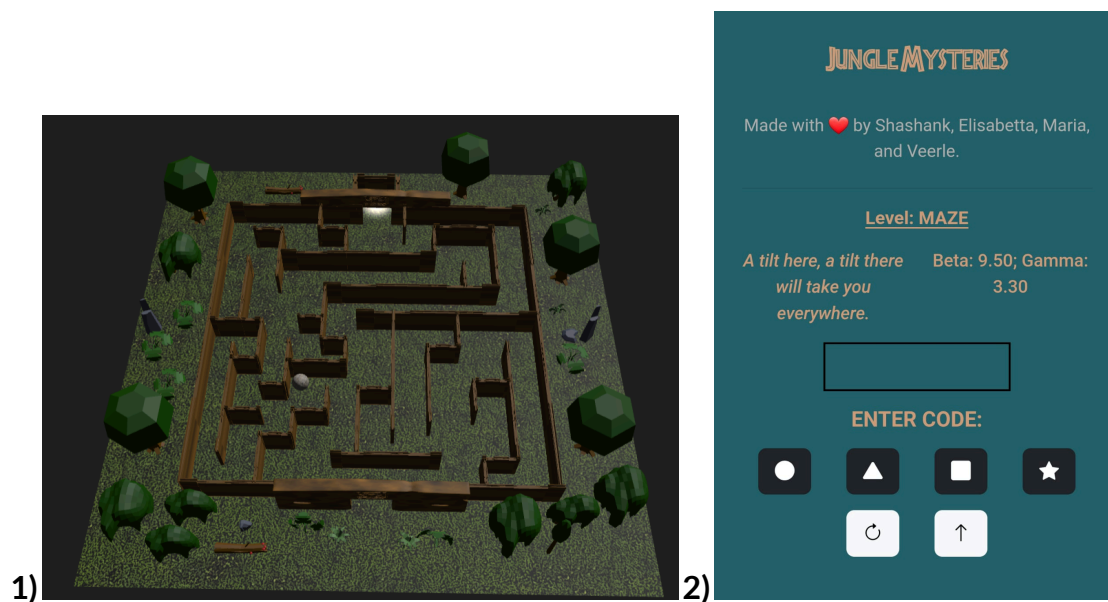 1)
2)
JUNGLE MYSTERIES
Made with ❤️ by Shashank, Elisabetta, Maria,
and Veerle.
Level: MAZE
A tilt here, a tilt there
will take you
everywhere.
Beta: 9.50; Gamma:
3.30
ENTER CODE: